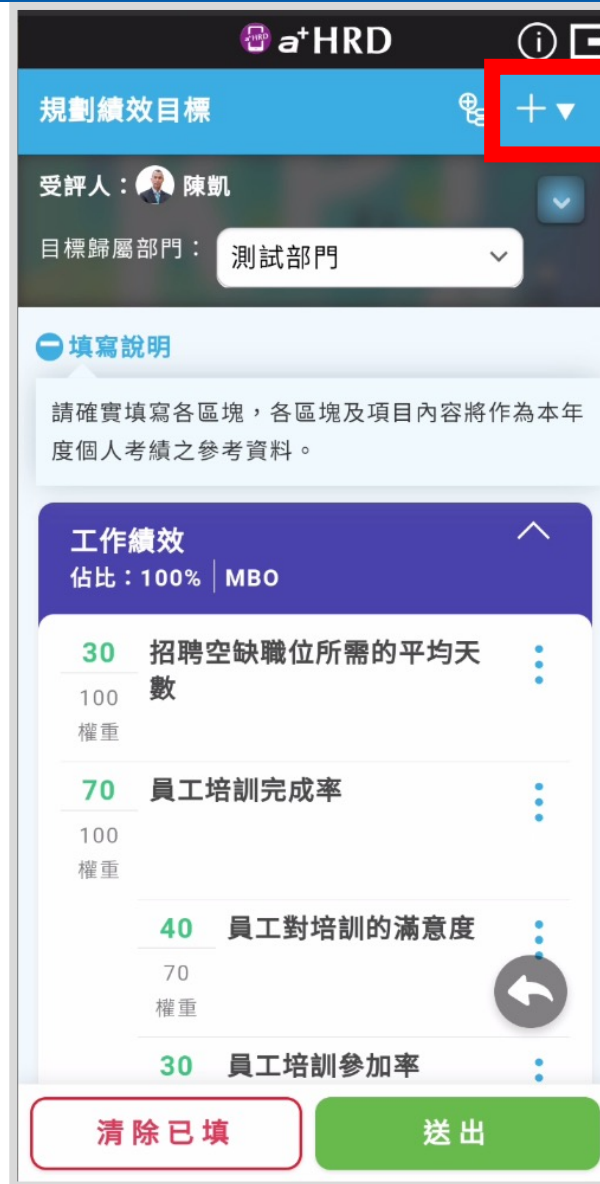 a⁺HRD
規劃績效目標
受評人：陳凱
目標歸屬部門：測試部門
填寫說明
請確實填寫各區塊，各區塊及項目內容將作為本年
度個人考績之參考資料。
工作績效
佔比：100% | MBO
30 招聘空缺職位所需的平均天
數
100
權重
70 員工培訓完成率
100
權重
40 員工對培訓的滿意度
70
權重
30 員工培訓參加率
清除已填 送出